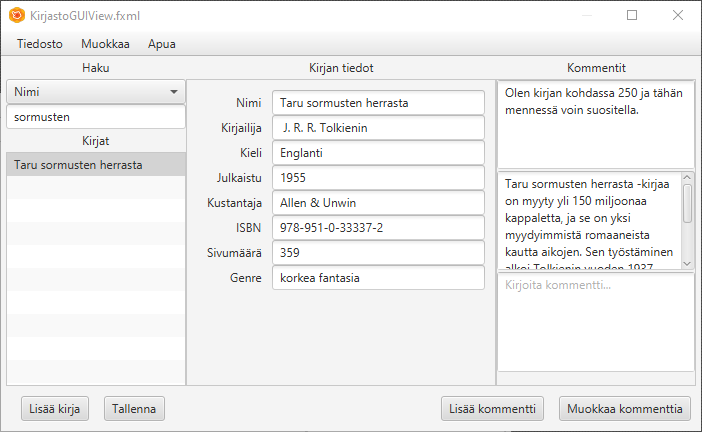 KirjastoGUIView.fxml
Tiedosto Muokkaa Apua
Haku
Nimi
sormusten
Kirjat
Taru sormusten herrasta
Kirjan tiedot
Nimi Taru sormusten herrasta
Kirjailija J. R. R. Tolkienin
Kieli Englanti
Julkaistu 1955
Kustantaja Allen & Unwin
ISBN 978-951-0-33337-2
Sivumäärä 359
Genre korkea fantasia
Kommentit
Olen kirjan kohdassa 250 ja tähän
mennessä voin suositella.
Taru sormusten herrasta -kirjaa
on myyty yli 150 miljoonaa
kappaletta, ja se on yksi
myydyimmistä romaaneista
kautta aikojen. Sen työstäminen
alkoi Tolkienin vuoden 1937
Kirjoita kommentti...
Lisää kirja Tallenna Lisää kommentti Muokkaa kommenttia